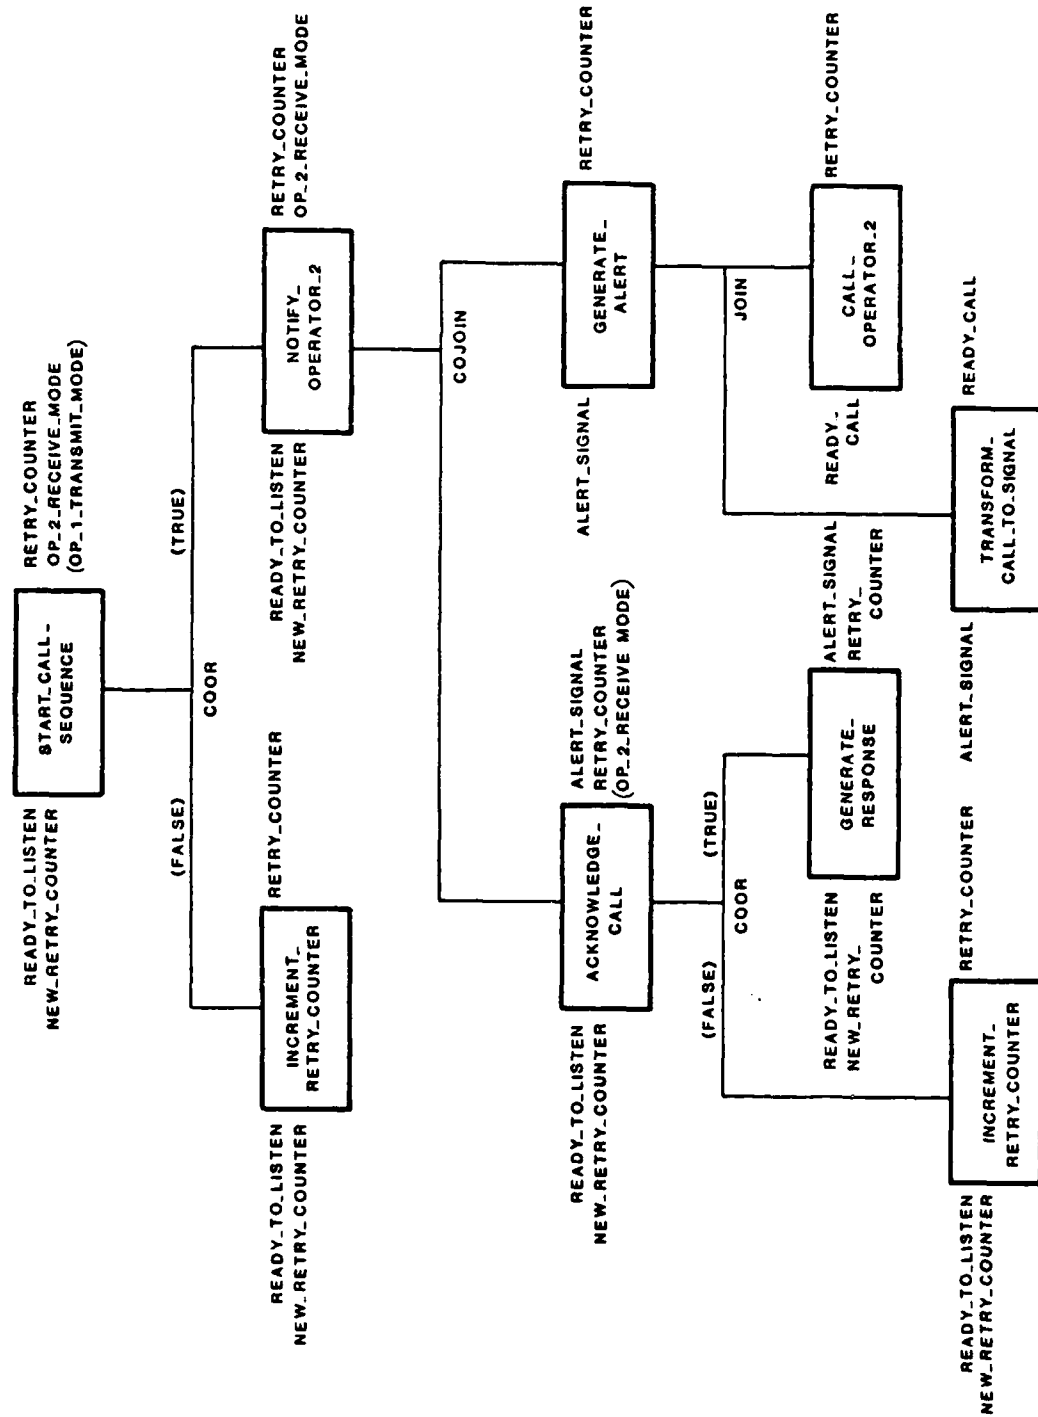 READY_TO_LISTEN
NEW_RETRY_COUNTER
START_CALL_
SEQUENCE
RETRY_COUNTER
OP_2_RECEIVE_MODE
(OP_1_TRANSMIT_MODE)
(FALSE)
COOR
(TRUE)
READY_TO_LISTEN
NEW_RETRY_COUNTER
INCREMENT_
RETRY_COUNTER
RETRY_COUNTER
READY_TO_LISTEN
NEW_RETRY_COUNTER
NOTIFY_
OPERATOR_2
RETRY_COUNTER
OP_2_RECEIVE_MODE
COJOIN
READY_TO_LISTEN
NEW_RETRY_COUNTER
ACKNOWLEDGE_
CALL
ALERT_SIGNAL
RETRY_COUNTER
(OP_2_RECEIVE MODE)
ALERT_SIGNAL
GENERATE_
ALERT
RETRY_COUNTER
(FALSE)
COOR
(TRUE)
JOIN
READY_TO_LISTEN
NEW_RETRY_
COUNTER
GENERATE_
RESPONSE
ALERT_SIGNAL
RETRY_
COUNTER
READY_
CALL
CALL_
OPERATOR_2
RETRY_COUNTER
READY_TO_LISTEN
NEW_RETRY_COUNTER
INCREMENT_
RETRY_COUNTER
RETRY_COUNTER
ALERT_SIGNAL
TRANSFORM_
CALL_TO_SIGNAL
READY_CALL